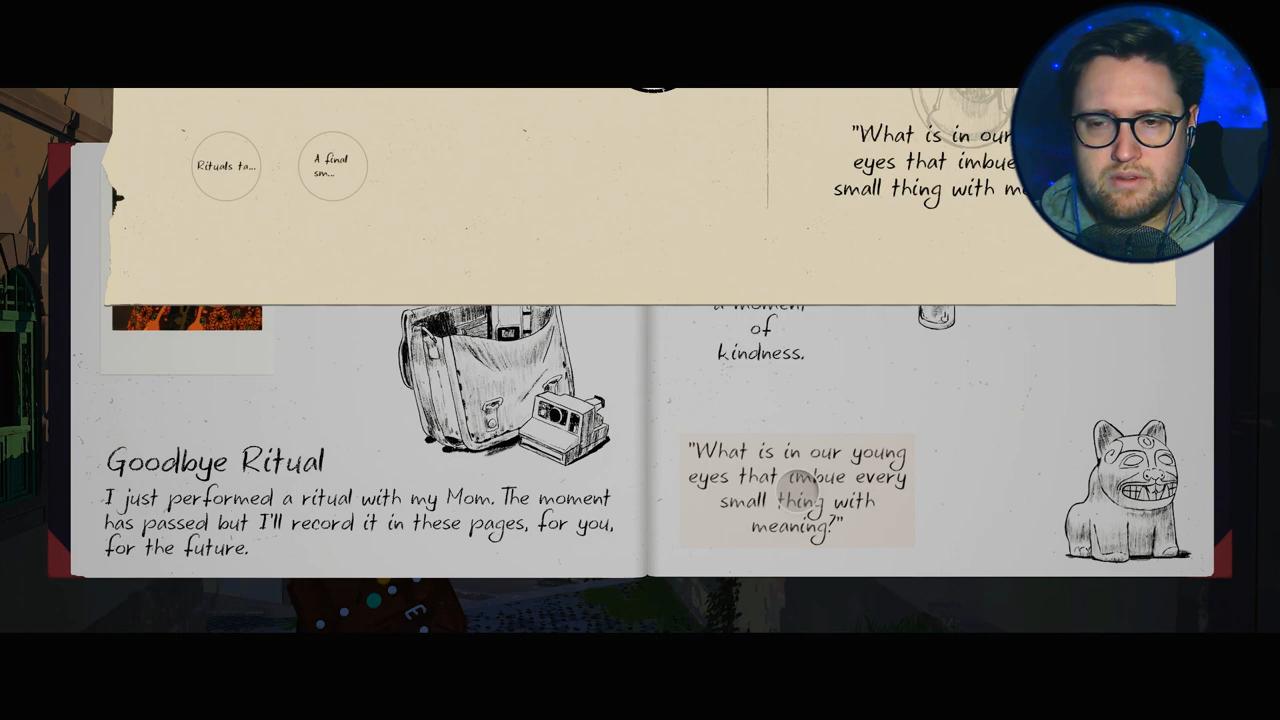 Rituals ta...
A final
sm...
"What is in our
eyes that imbue
small thing with
a moment
of
kindness.
Goodbye Ritual
I just performed a ritual with my Mom. The moment
has passed but I'll record it in these pages, for you,
for the future.
"What is in our young
eyes that imbue every
small thing with
meaning?"